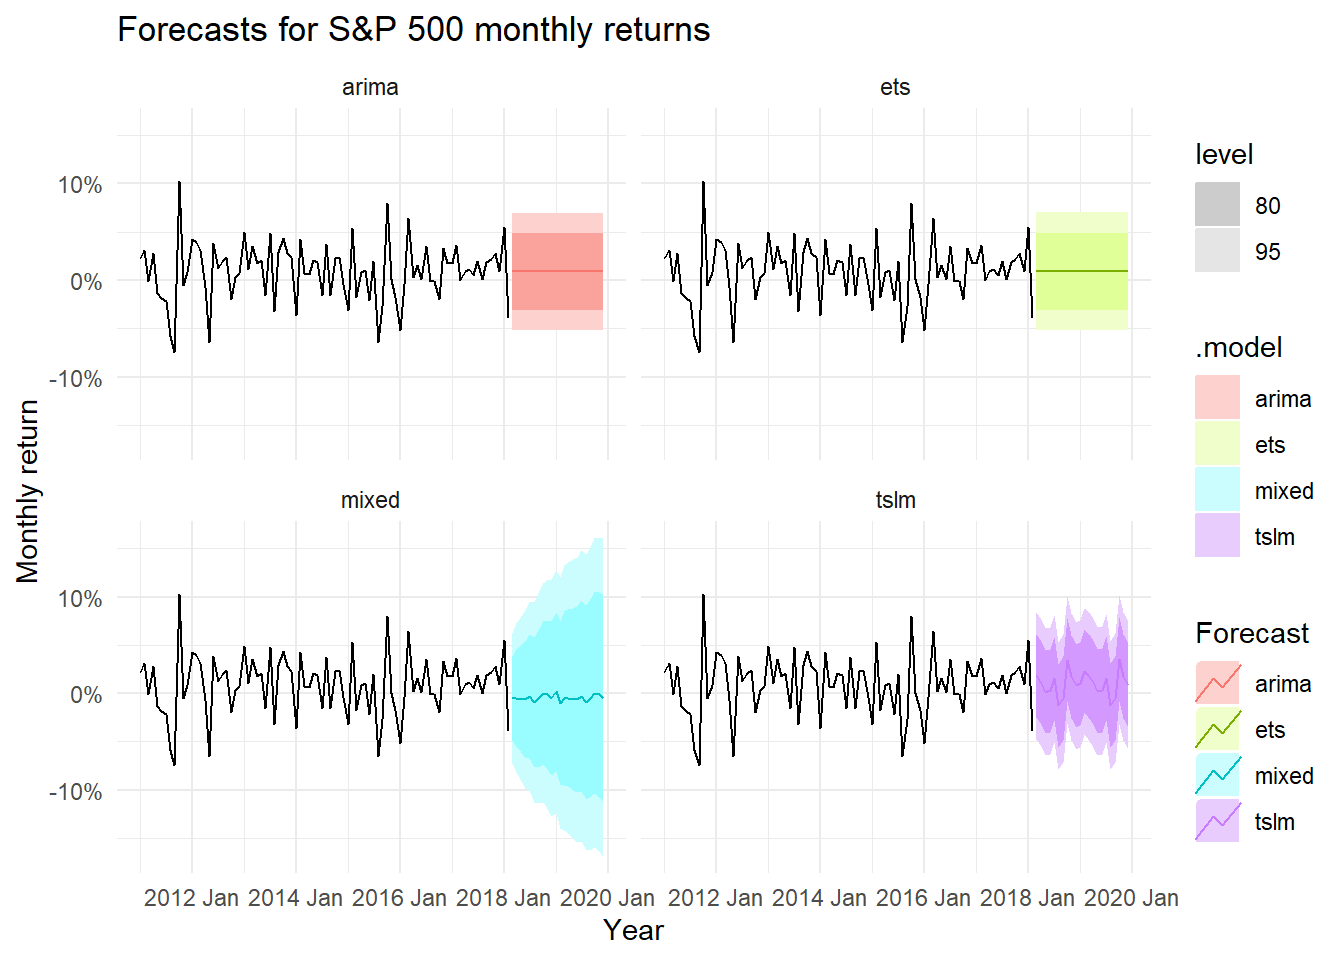 Forecasts for S&P 500 monthly returns
arima
ets
10%
0%
-10%
mixed
tslm
10%
0%
-10%
2012 Jan 2014 Jan 2016 Jan 2018 Jan 2020 Jan
2012 Jan 2014 Jan 2016 Jan 2018 Jan 2020 Jan
Year
Monthly return
level
80
95
.model
arima
ets
mixed
tslm
Forecast
arima
ets
mixed
tslm